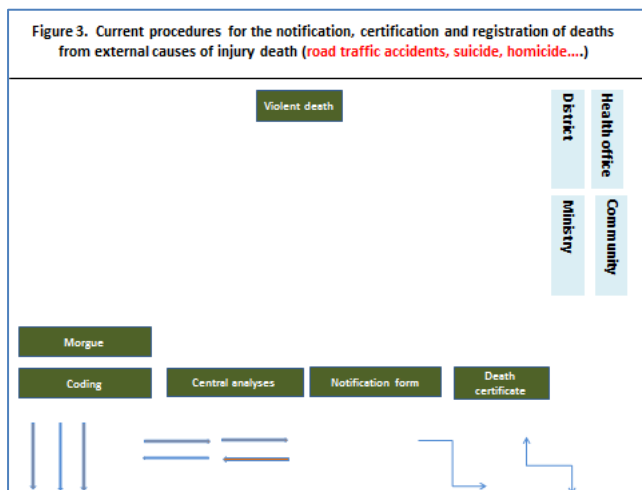 Figure 3. Current procedures for the notification, certification and registration of deaths
from external causes of injury death (road traffic accidents, suicide, homicide....)
Violent death
District
Health office
Ministry
Community
Morgue
Coding
Central analyses
Notification form
Death
certificate